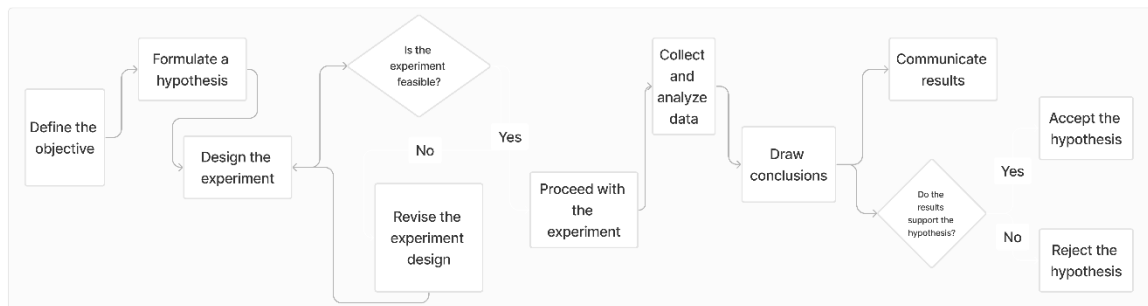 Define the
objective
Formulate a
hypothesis
Design the
experiment
Is the
experiment
feasible?
No
Yes
Revise the
experiment
design
Proceed with
the
experiment
Collect
and
analyze
data
Draw
conclusions
Communicate
results
Do the
results
support the
hypothesis?
Yes
No
Accept the
hypothesis
Reject the
hypothesis